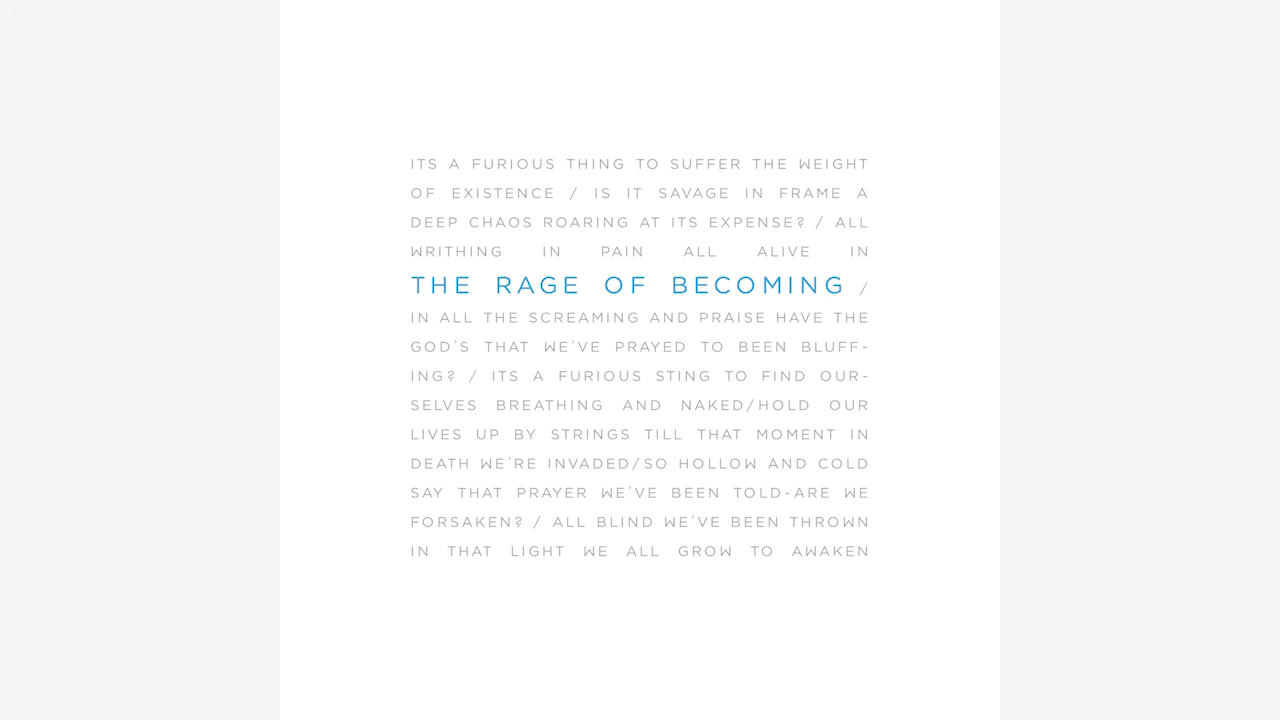 ITS A FURIOUS THING TO SUFFER THE WEIGHT
OF EXISTENCE / IS IT SAVAGE IN FRAME A
DEEP CHAOS ROARING AT ITS EXPENSE? / ALL
WRITHING IN PAIN ALL ALIVE IN
THE RAGE OF BECOMING /
IN ALL THE SCREAMING AND PRAISE HAVE THE
GOD'S THAT WE'VE PRAYED TO BEEN BLUFF-
ING? / ITS A FURIOUS STING TO FIND OUR-
SELVES BREATHING AND NAKED/HOLD OUR
LIVES UP BY STRINGS TILL THAT MOMENT IN
DEATH WE'RE INVADED/SO HOLLOW AND COLD
SAY THAT PRAYER WE'VE BEEN TOLD-ARE WE
FORSAKEN? / ALL BLIND WE'VE BEEN THROWN
IN THAT LIGHT WE ALL GROW TO AWAKEN